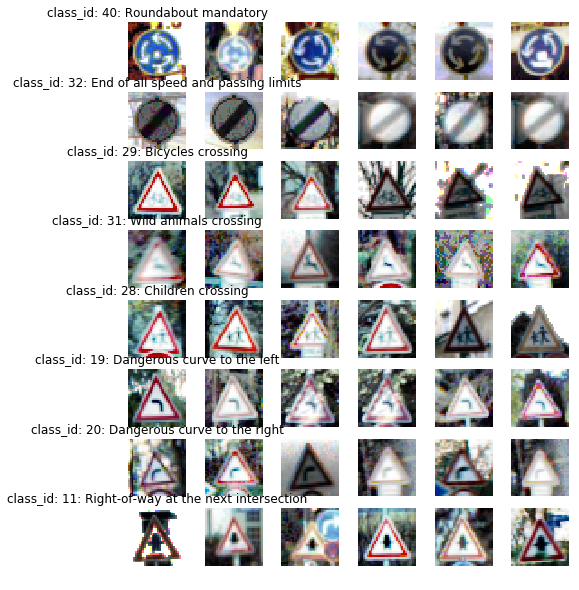 class_id: 40: Roundabout mandatory
class_id: 32: End of all speed and passing limits
class_id: 29: Bicycles crossing
class_id: 31: Wild animals crossing
class_id: 28: Children crossing
class_id: 19: Dangerous curve to the left
class_id: 20: Dangerous curve to the right
class_id: 11: Right-of-way at the next intersection